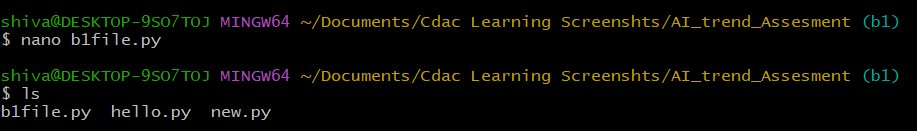 shiva@DESKTOP-9SO7TOJ MINGW64 ~/Documents/Cdac Learning Screenshts/AI_trend_Assesment (b1)
$ nano b1file.py
shiva@DESKTOP-9SO7TOJ MINGW64 ~/Documents/Cdac Learning Screenshts/AI_trend_Assesment (b1)
$ ls
b1file.py  hello.py  new.py